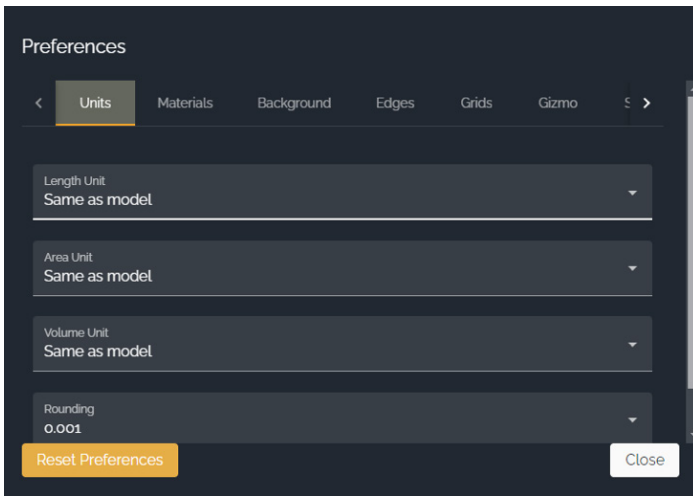 Preferences
Units Materials Background Edges Grids Gizmo
Length Unit
Same as model
Area Unit
Same as model
Volume Unit
Same as model
Rounding
0.001
Reset Preferences Close